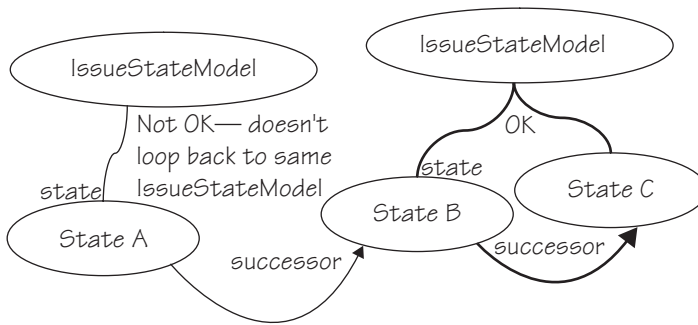 IssueStateModel
IssueStateModel
Not OK— doesn't
loop back to same
IssueStateModel
OK
state
state
State A
State B
State C
successor
successor